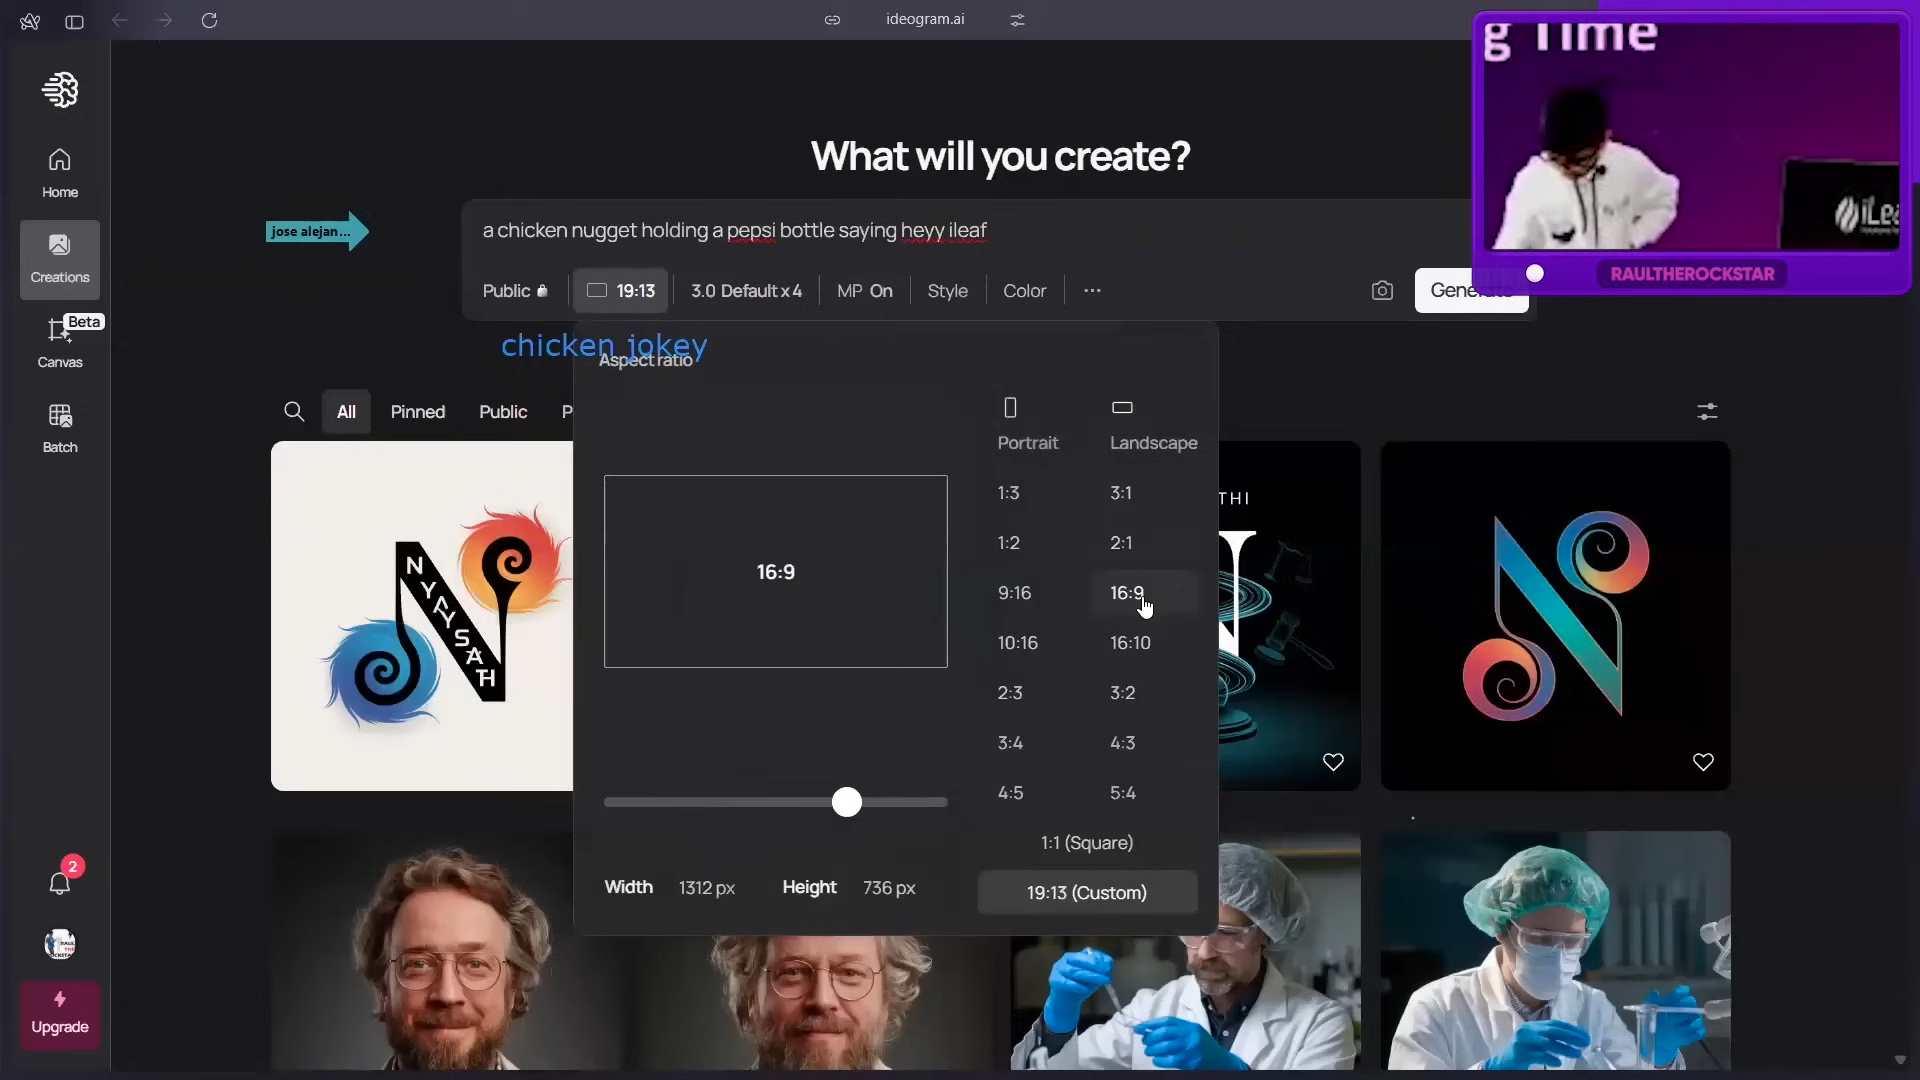 ideogram.ai
g Time
Home
What will you create?
jose alejan...
a chicken nugget holding a pepsi bottle saying heyy ileaf
Creations
RAULTHEROCKSTAR
Public
19:13
3.0 Default x 4
MP On
Style
Color
...
Beta
Canvas
chicken jokey
Aspect ratio
All
Pinned
Public
P
Batch
Portrait
Landscape
1:3
3:1
1:2
2:1
9:16
16:9
10:16
16:10
2:3
3:2
3:4
4:3
4:5
5:4
1:1 (Square)
19:13 (Custom)
16:9
Width
1312 px
Height
736 px
NYAYSATH
THI
N
2
Upgrade